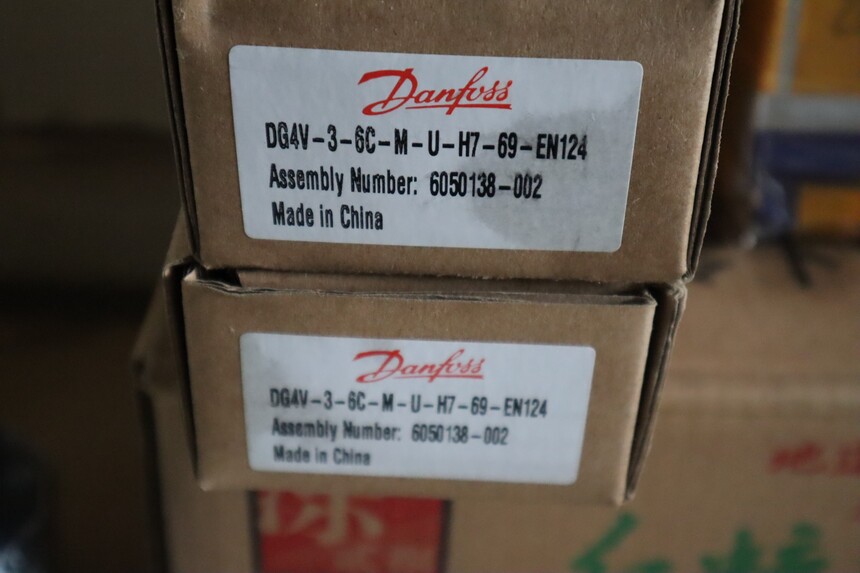 Danfoss
DG4V-3-6C-M-U-H7-69-EN124
Assembly Number: 6050138-002
Made in China
Danfoss
DG4V-3-6C-M-U-H7-69-EN124
Assembly Number: 6050138-002
Made in China